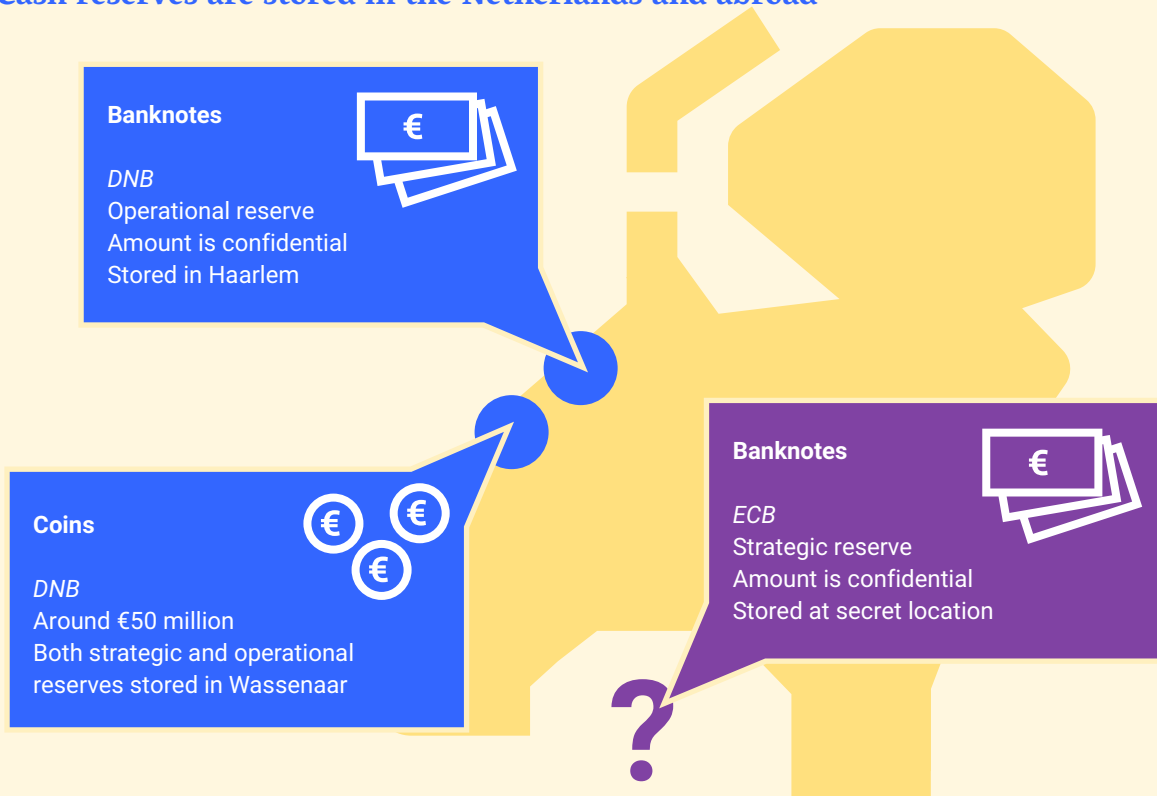 Cash reserves are stored in the Netherlands and abroad
Banknotes
€
DNB
Operational reserve
Amount is confidential
Stored in Haarlem
Coins
€
€
€
DNB
Around €50 million
Both strategic and operational
reserves stored in Wassenaar
Banknotes
€
ECB
Strategic reserve
Amount is confidential
Stored at secret location
?